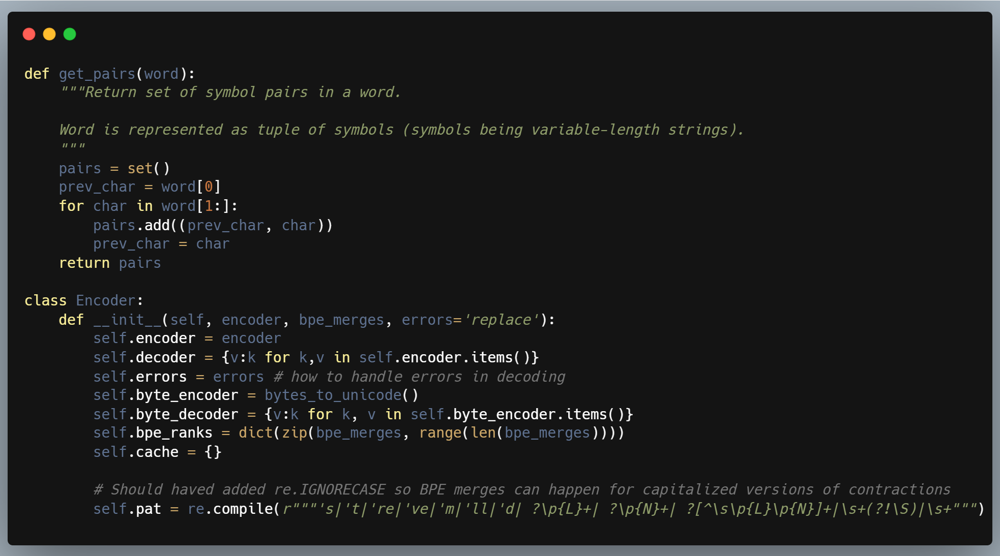 def get_pairs(word):
    """Return set of symbol pairs in a word.

    Word is represented as tuple of symbols (symbols being variable-length strings).
    """
    pairs = set()
    prev_char = word[0]
    for char in word[1:]:
        pairs.add((prev_char, char))
        prev_char = char
    return pairs

class Encoder:
    def __init__(self, encoder, bpe_merges, errors='replace'):
        self.encoder = encoder
        self.decoder = {v:k for k,v in self.encoder.items()}
        self.errors = errors # how to handle errors in decoding
        self.byte_encoder = bytes_to_unicode()
        self.byte_decoder = {v:k for k, v in self.byte_encoder.items()}
        self.bpe_ranks = dict(zip(bpe_merges, range(len(bpe_merges))))
        self.cache = {}

        # Should haved added re.IGNORECASE so BPE merges can happen for capitalized versions of contractions
        self.pat = re.compile(r"""'s|'t|'re|'ve|'m|'ll|'d| ?\p{L}+| ?\p{N}+| ?[^\s\p{L}\p{N}]+|\s+(?!\S)|\s+""")